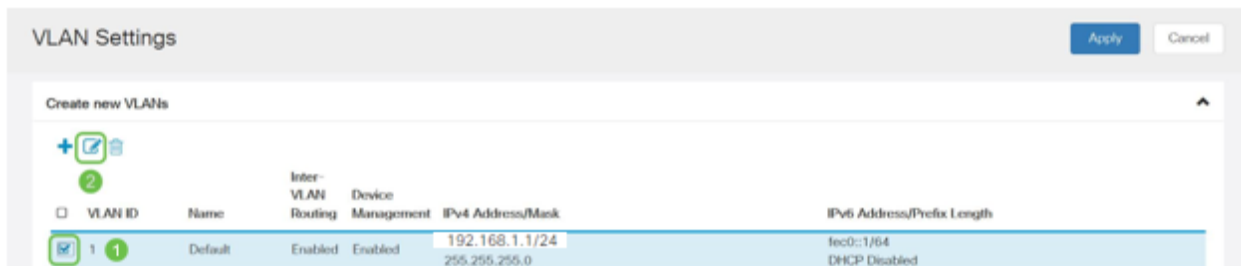 VLAN Settings
Apply
Cancel
Create new VLANs
2
VLAN ID
Name
Inter-
VLAN
Routing
Device
Management
IPv4 Address/Mask
IPv6 Address/Prefix Length
1
1
Default
Enabled
Enabled
192.168.1.1/24
255.255.255.0
fec0::1/64
DHCP Disabled